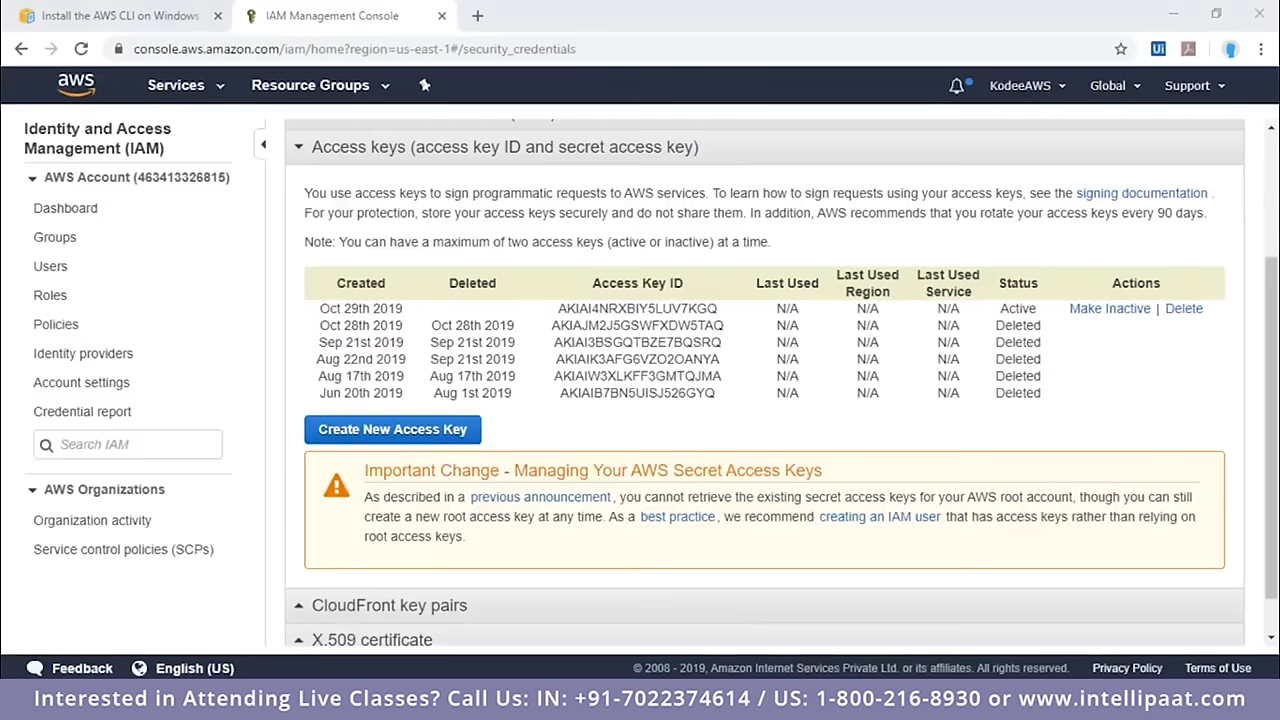 Install the AWS CLI on Windows
IAM Management Console
console.aws.amazon.com/iam/home?region=us-east-1#/security_credentials
Ui
aws
Services
Resource Groups
KodeeAWS
Global
Support
Identity and Access
Management (IAM)
AWS Account (463413326815)
Dashboard
Groups
Users
Roles
Policies
Identity providers
Account settings
Credential report
Search IAM
AWS Organizations
Organization activity
Service control policies (SCPs)
Access keys (access key ID and secret access key)
You use access keys to sign programmatic requests to AWS services. To learn how to sign requests using your access keys, see the signing documentation .
For your protection, store your access keys securely and do not share them. In addition, AWS recommends that you rotate your access keys every 90 days.
Note: You can have a maximum of two access keys (active or inactive) at a time.
Created Deleted Access Key ID Last Used Last Used Region Last Used Service Status Actions
Oct 29th 2019 AKIAI4NRXBIY5LUV7KGQ N/A N/A N/A Active Make Inactive | Delete
Oct 28th 2019 Oct 28th 2019 AKIAJM2J5GSWFXDW5TAQ N/A N/A N/A Deleted
Sep 21st 2019 Sep 21st 2019 AKIAI3BSGQTBZE7BQSRQ N/A N/A N/A Deleted
Aug 22nd 2019 Sep 21st 2019 AKIAIK3AFG6VZO2OANYA N/A N/A N/A Deleted
Aug 17th 2019 Aug 17th 2019 AKIAIW3XLKFF3GMTQJMA N/A N/A N/A Deleted
Jun 20th 2019 Aug 1st 2019 AKIAIB7BN5UISJ526GYQ N/A N/A N/A Deleted
Create New Access Key
Important Change - Managing Your AWS Secret Access Keys
As described in a previous announcement, you cannot retrieve the existing secret access keys for your AWS root account, though you can still
create a new root access key at any time. As a best practice, we recommend creating an IAM user that has access keys rather than relying on
root access keys.
CloudFront key pairs
X.509 certificate
Feedback
English (US)
© 2008 - 2019, Amazon Internet Services Private Ltd. or its affiliates. All rights reserved.
Privacy Policy
Terms of Use
Interested in Attending Live Classes? Call Us: IN: +91-7022374614 / US: 1-800-216-8930 or www.intellipaat.com